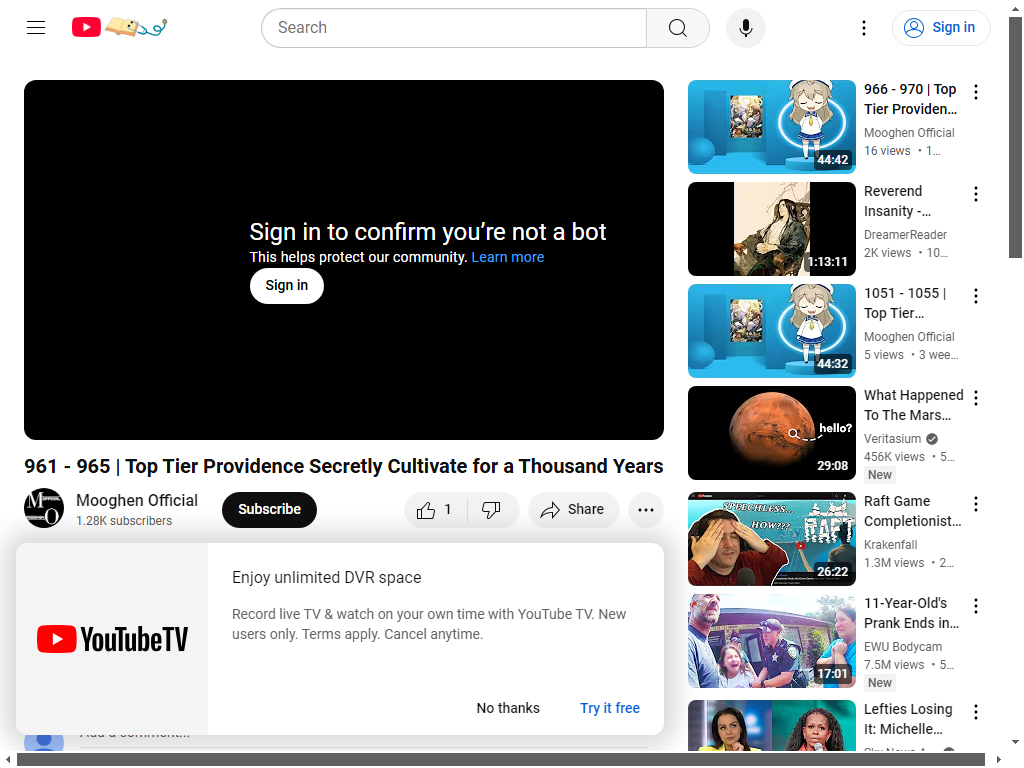 Search
Sign in
Sign in to confirm you’re not a bot
This helps protect our community. Learn more
Sign in
961 - 965 | Top Tier Providence Secretly Cultivate for a Thousand Years
Mooghen Official
1.28K subscribers
Subscribe
1
Share
Enjoy unlimited DVR space
Record live TV & watch on your own time with YouTube TV. New
users only. Terms apply. Cancel anytime.
YouTubeTV
No thanks
Try it free
Add a comment...
44:42
966 - 970 | Top
Tier Providen...
Mooghen Official
16 views • 1...
1:13:11
Reverend
Insanity -...
DreamerReader
2K views • 10...
44:32
1051 - 1055 |
Top Tier...
Mooghen Official
5 views • 3 wee...
hello?
29:08
What Happened
To The Mars...
Veritasium
456K views • 5...
New
SPEECHLESS...
HOW???
RAFT
26:22
Raft Game
Completionist...
Krakenfall
1.3M views • 2...
17:01
11-Year-Old's
Prank Ends in...
EWU Bodycam
7.5M views • 5...
New
Lefties Losing
It: Michelle...